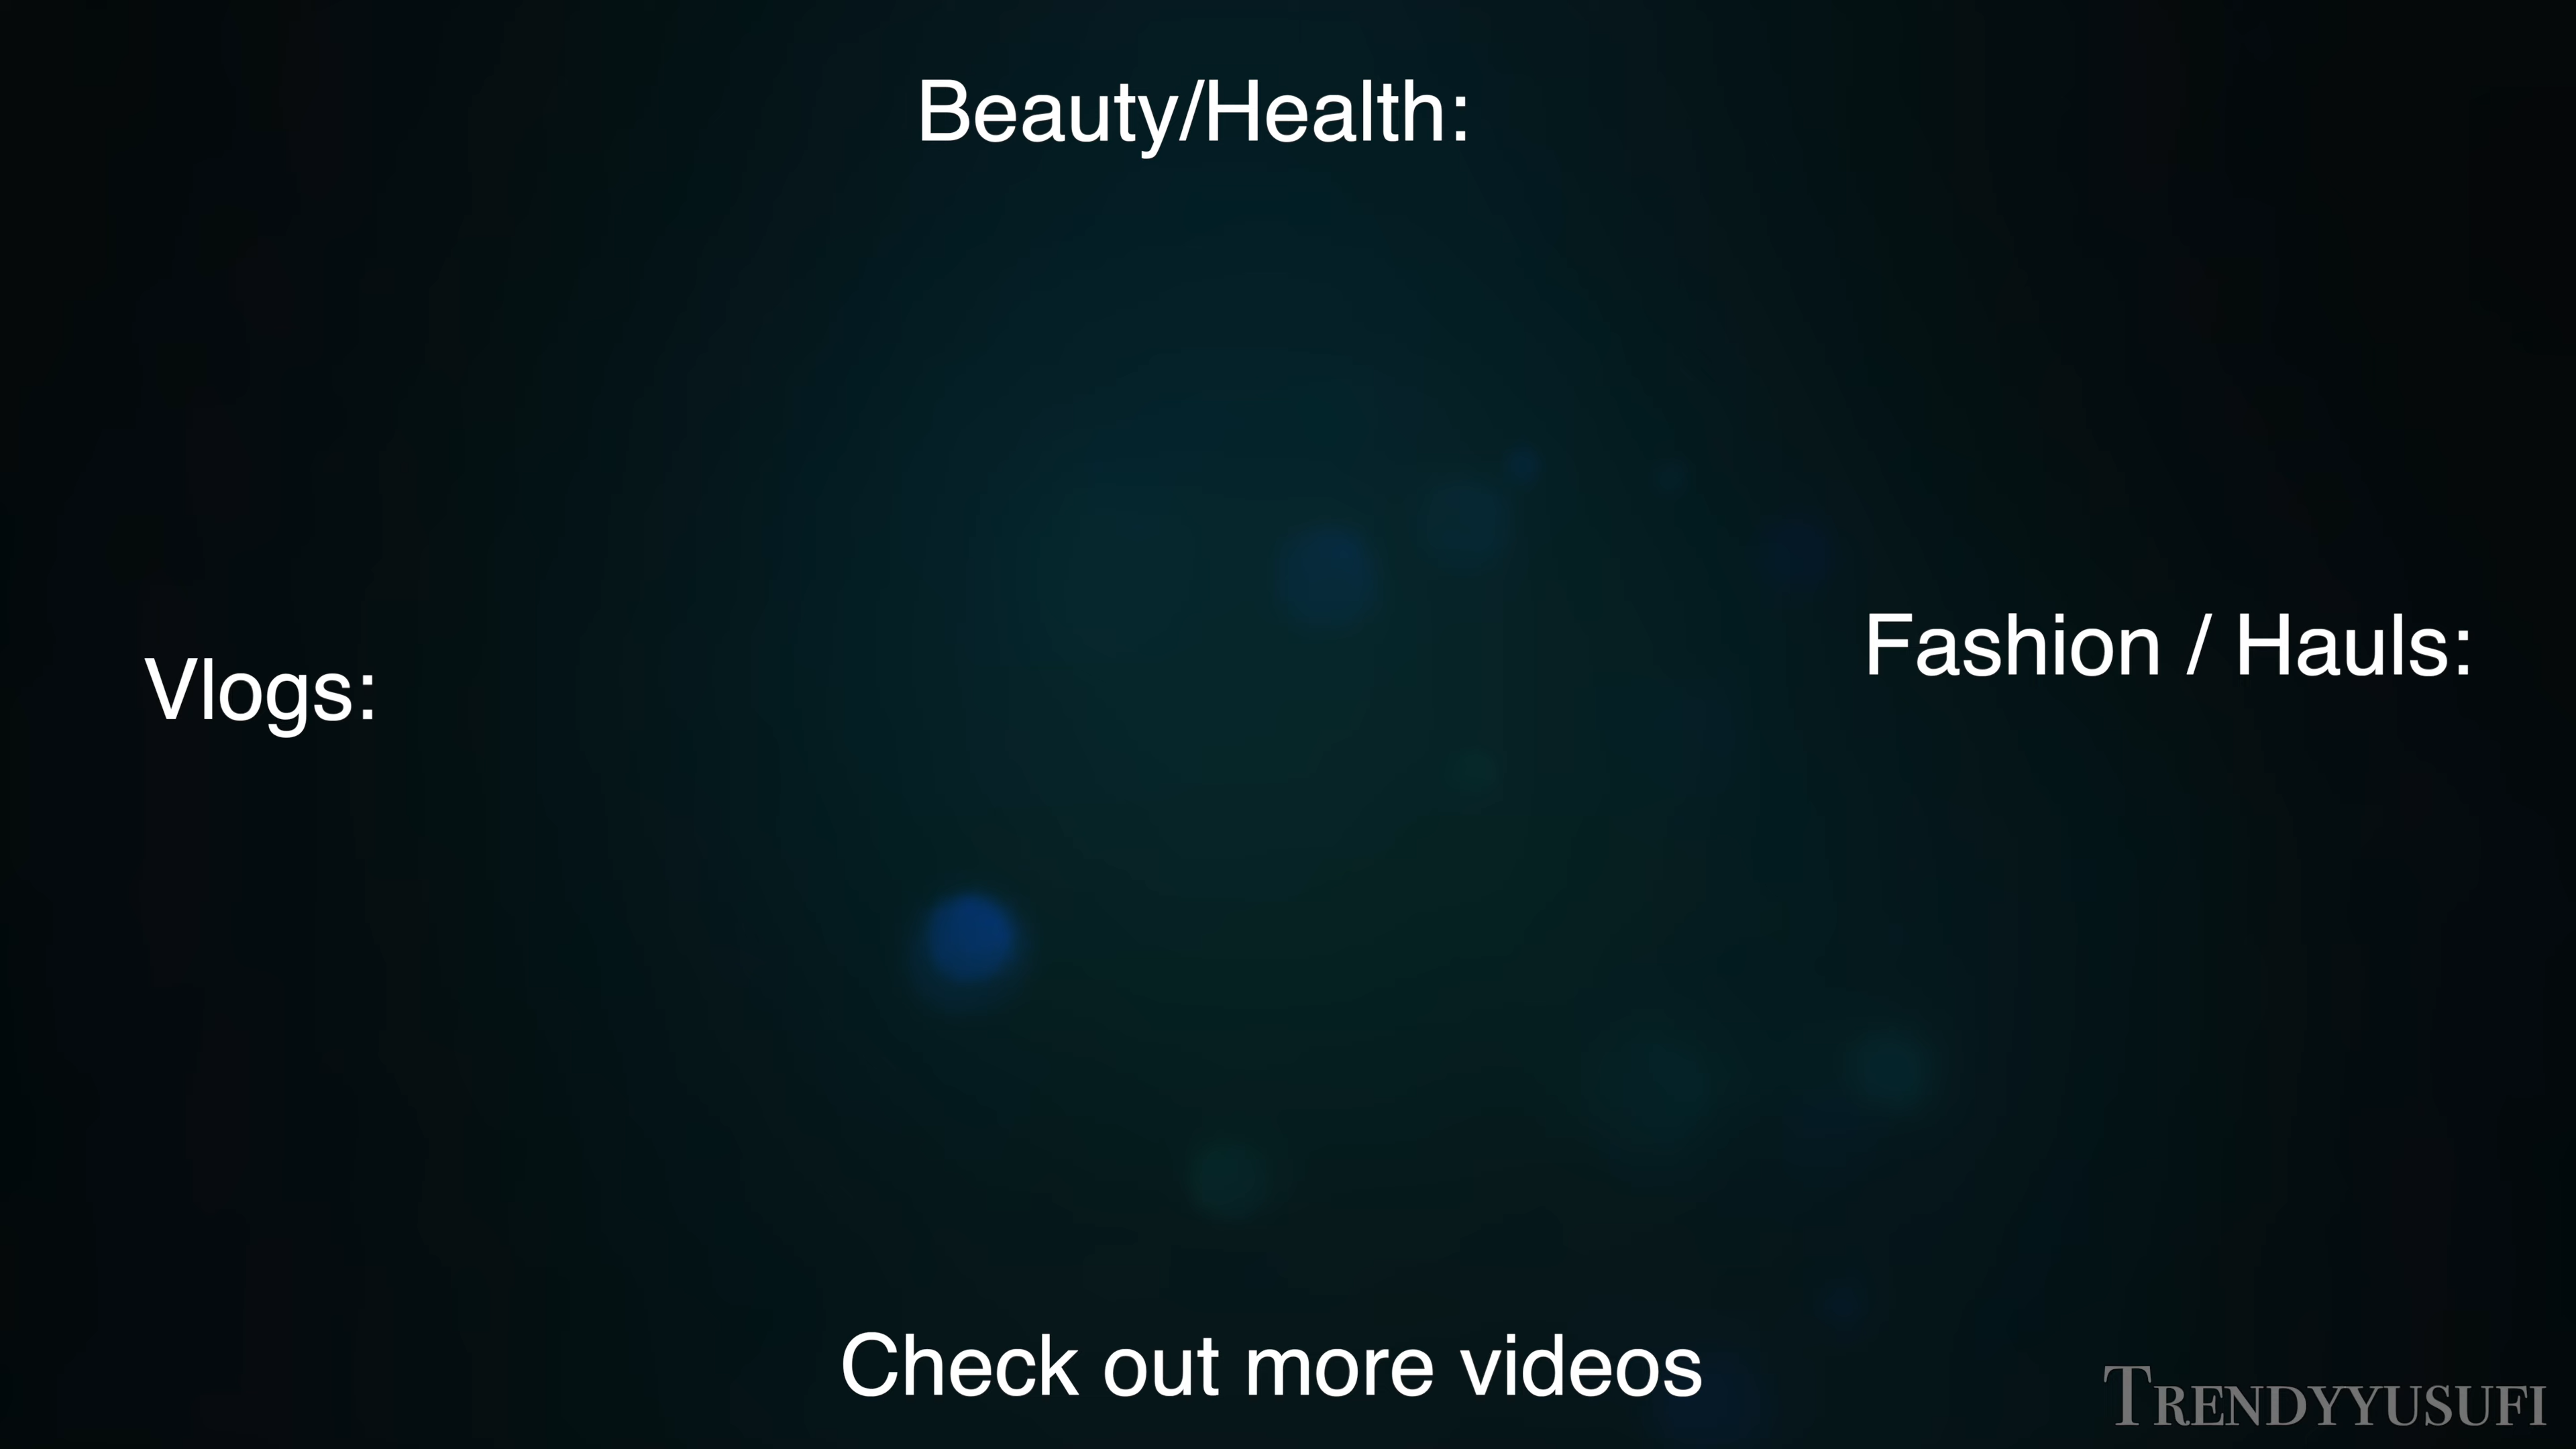 Beauty/Health:
Fashion / Hauls:
Vlogs:
Check out more videos
TRENDYYUSUFI